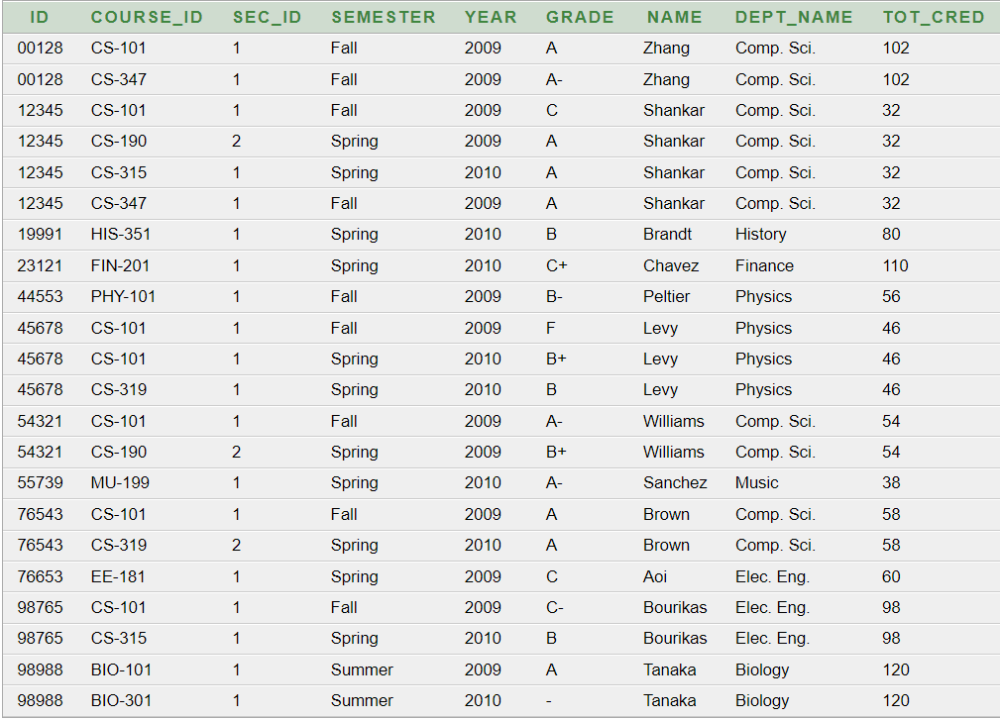 ID COURSE_ID SEC_ID SEMESTER YEAR GRADE NAME DEPT_NAME TOT_CRED
00128 CS-101 1 Fall 2009 A Zhang Comp. Sci. 102
00128 CS-347 1 Fall 2009 A- Zhang Comp. Sci. 102
12345 CS-101 1 Fall 2009 C Shankar Comp. Sci. 32
12345 CS-190 2 Spring 2009 A Shankar Comp. Sci. 32
12345 CS-315 1 Spring 2010 A Shankar Comp. Sci. 32
12345 CS-347 1 Fall 2009 A Shankar Comp. Sci. 32
19991 HIS-351 1 Spring 2010 B Brandt History 80
23121 FIN-201 1 Spring 2010 C+ Chavez Finance 110
44553 PHY-101 1 Fall 2009 B- Peltier Physics 56
45678 CS-101 1 Fall 2009 F Levy Physics 46
45678 CS-101 1 Spring 2010 B+ Levy Physics 46
45678 CS-319 1 Spring 2010 B Levy Physics 46
54321 CS-101 1 Fall 2009 A- Williams Comp. Sci. 54
54321 CS-190 2 Spring 2009 B+ Williams Comp. Sci. 54
55739 MU-199 1 Spring 2010 A- Sanchez Music 38
76543 CS-101 1 Fall 2009 A Brown Comp. Sci. 58
76543 CS-319 2 Spring 2010 A Brown Comp. Sci. 58
76653 EE-181 1 Spring 2009 C Aoi Elec. Eng. 60
98765 CS-101 1 Fall 2009 C- Bourikas Elec. Eng. 98
98765 CS-315 1 Spring 2010 B Bourikas Elec. Eng. 98
98988 BIO-101 1 Summer 2009 A Tanaka Biology 120
98988 BIO-301 1 Summer 2010 - Tanaka Biology 120